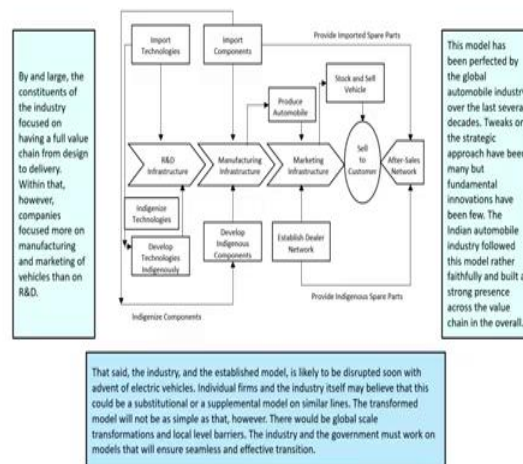 Import
Technologies
Import
Components
Provide Imported Spare Parts
Stock and Sell
Vehicle
Produce
Automobile
R&D
Infrastructure
Manufacturing
Infrastructure
Marketing
Infrastructure
Sell
to
Customer
After-Sales
Network
Indigenize
Technologies
Develop
Technologies
Indigenously
Develop
Indigenous
Components
Establish Dealer
Network
Provide Indigenous Spare Parts
Indigenize Components
By and large, the
constituents of
the industry
focused on
having a full value
chain from design
to delivery.
Within that,
however,
companies
focused more on
manufacturing
and marketing of
vehicles than on
R&D.
This model has
been perfected by
the global
automobile industry
over the last several
decades. Tweaks on
the strategic
approach have been
many but
fundamental
innovations have
been few. The
Indian automobile
industry followed
this model rather
faithfully and built a
strong presence
across the value
chain in the overall.
That said, the industry, and the established model, is likely to be disrupted soon with
advent of electric vehicles. Individual firms and the industry itself may believe that this
could be a substitutional or a supplemental model on similar lines. The transformed
model will not be as simple as that, however. There would be global scale
transformations and local level barriers. The industry and the government must work on
models that will ensure seamless and effective transition.